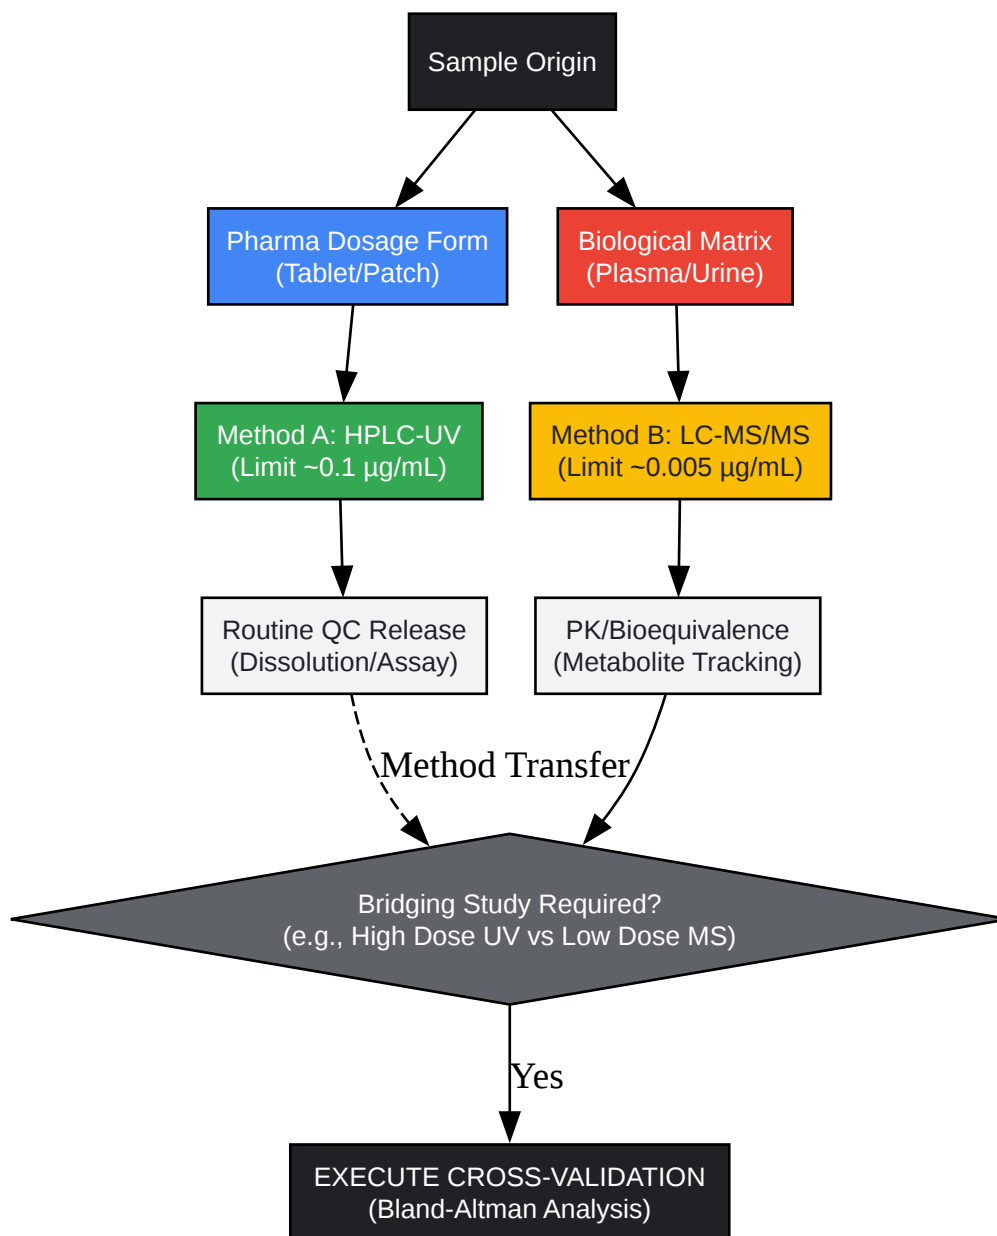 Sample Origin
Pharma Dosage Form
(Tablet/Patch)
Biological Matrix
(Plasma/Urine)
Method A: HPLC-UV
(Limit ~0.1 µg/mL)
Method B: LC-MS/MS
(Limit ~0.005 µg/mL)
Routine QC Release
(Dissolution/Assay)
PK/Bioequivalence
(Metabolite Tracking)
Method Transfer
Bridging Study Required?
(e.g., High Dose UV vs Low Dose MS)
Yes
EXECUTE CROSS-VALIDATION
(Bland-Altman Analysis)